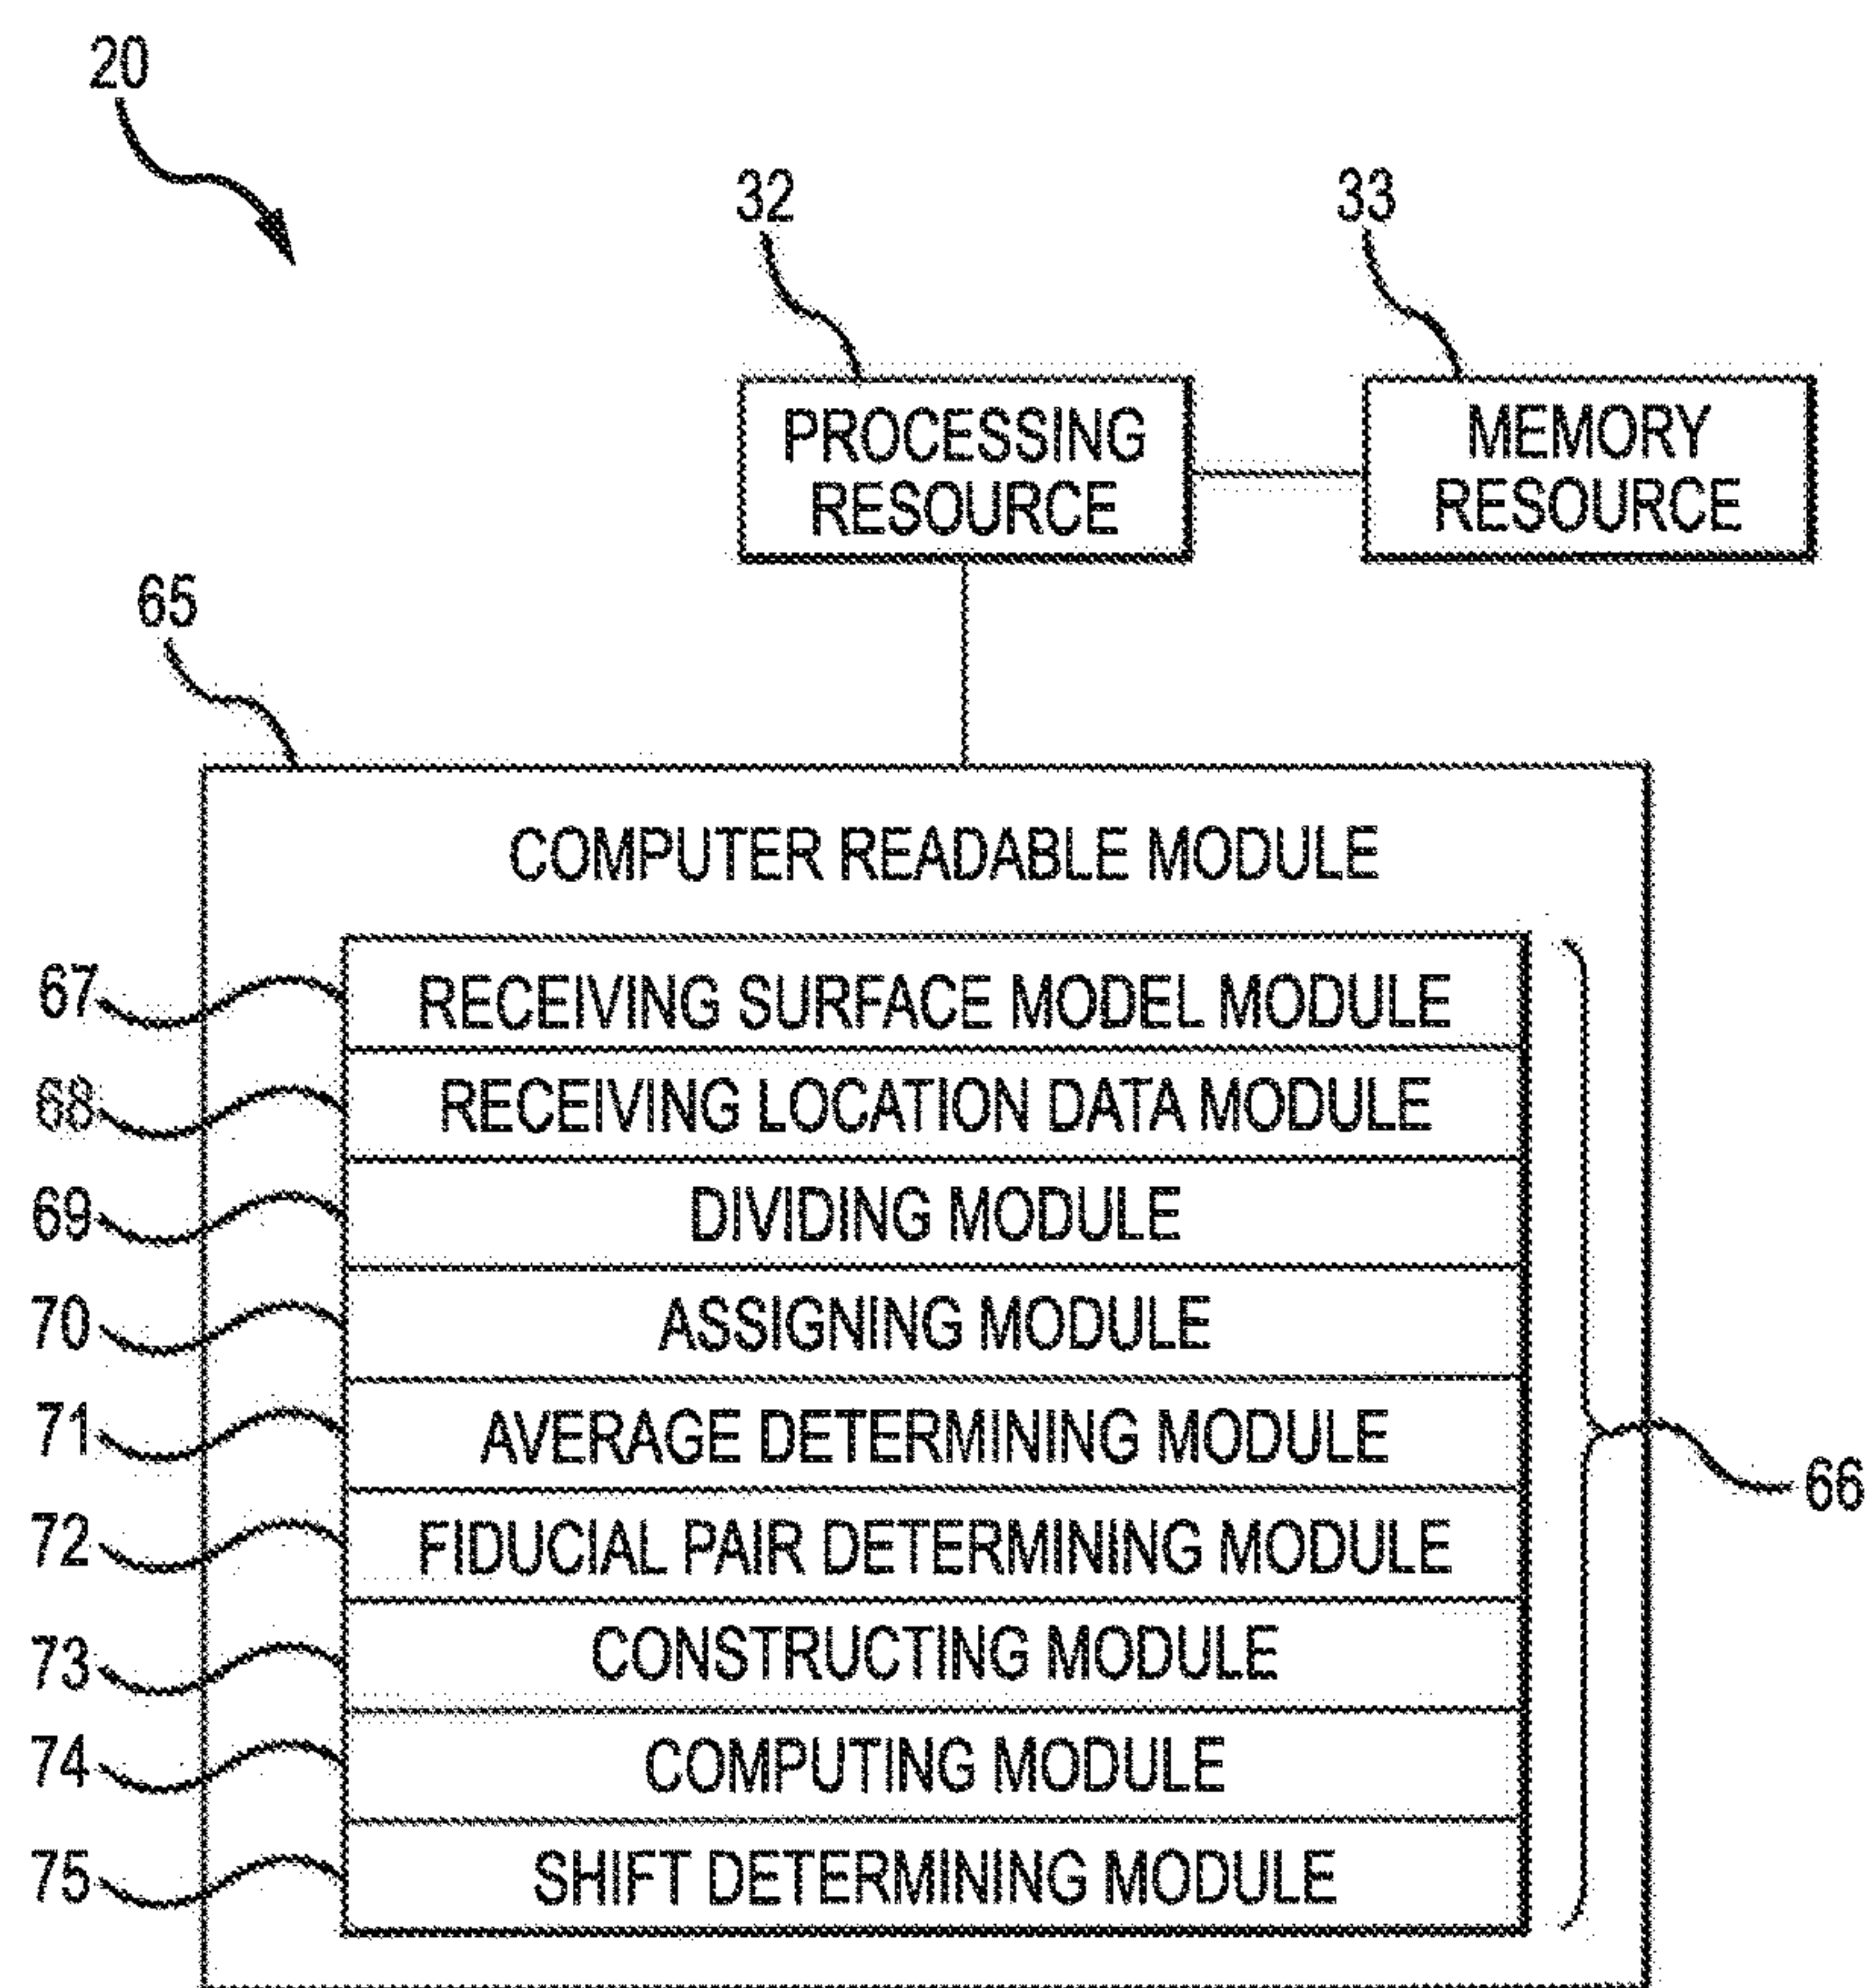 20
32
33
PROCESSING
RESOURCE
MEMORY
RESOURCE
65
COMPUTER READABLE MODULE
67
RECEIVING SURFACE MODEL MODULE
68
RECEIVING LOCATION DATA MODULE
69
DIVIDING MODULE
70
ASSIGNING MODULE
71
AVERAGE DETERMINING MODULE
66
72
FIDUCIAL PAIR DETERMINING MODULE
73
CONSTRUCTING MODULE
74
COMPUTING MODULE
75
SHIFT DETERMINING MODULE